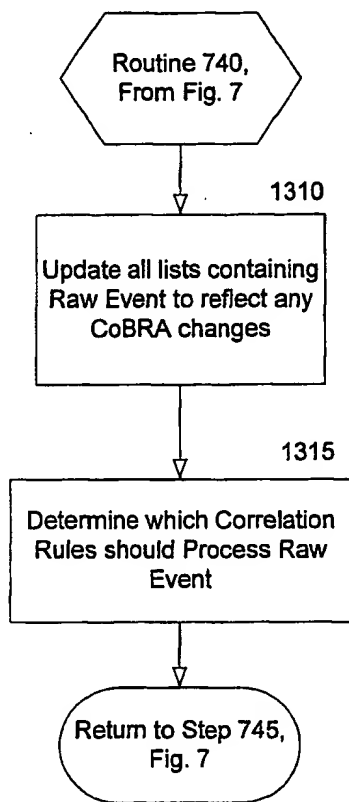 Routine 740,
From Fig. 7
1310
Update all lists containing
Raw Event to reflect any
CoBRA changes
1315
Determine which Correlation
Rules should Process Raw
Event
Return to Step 745,
Fig. 7